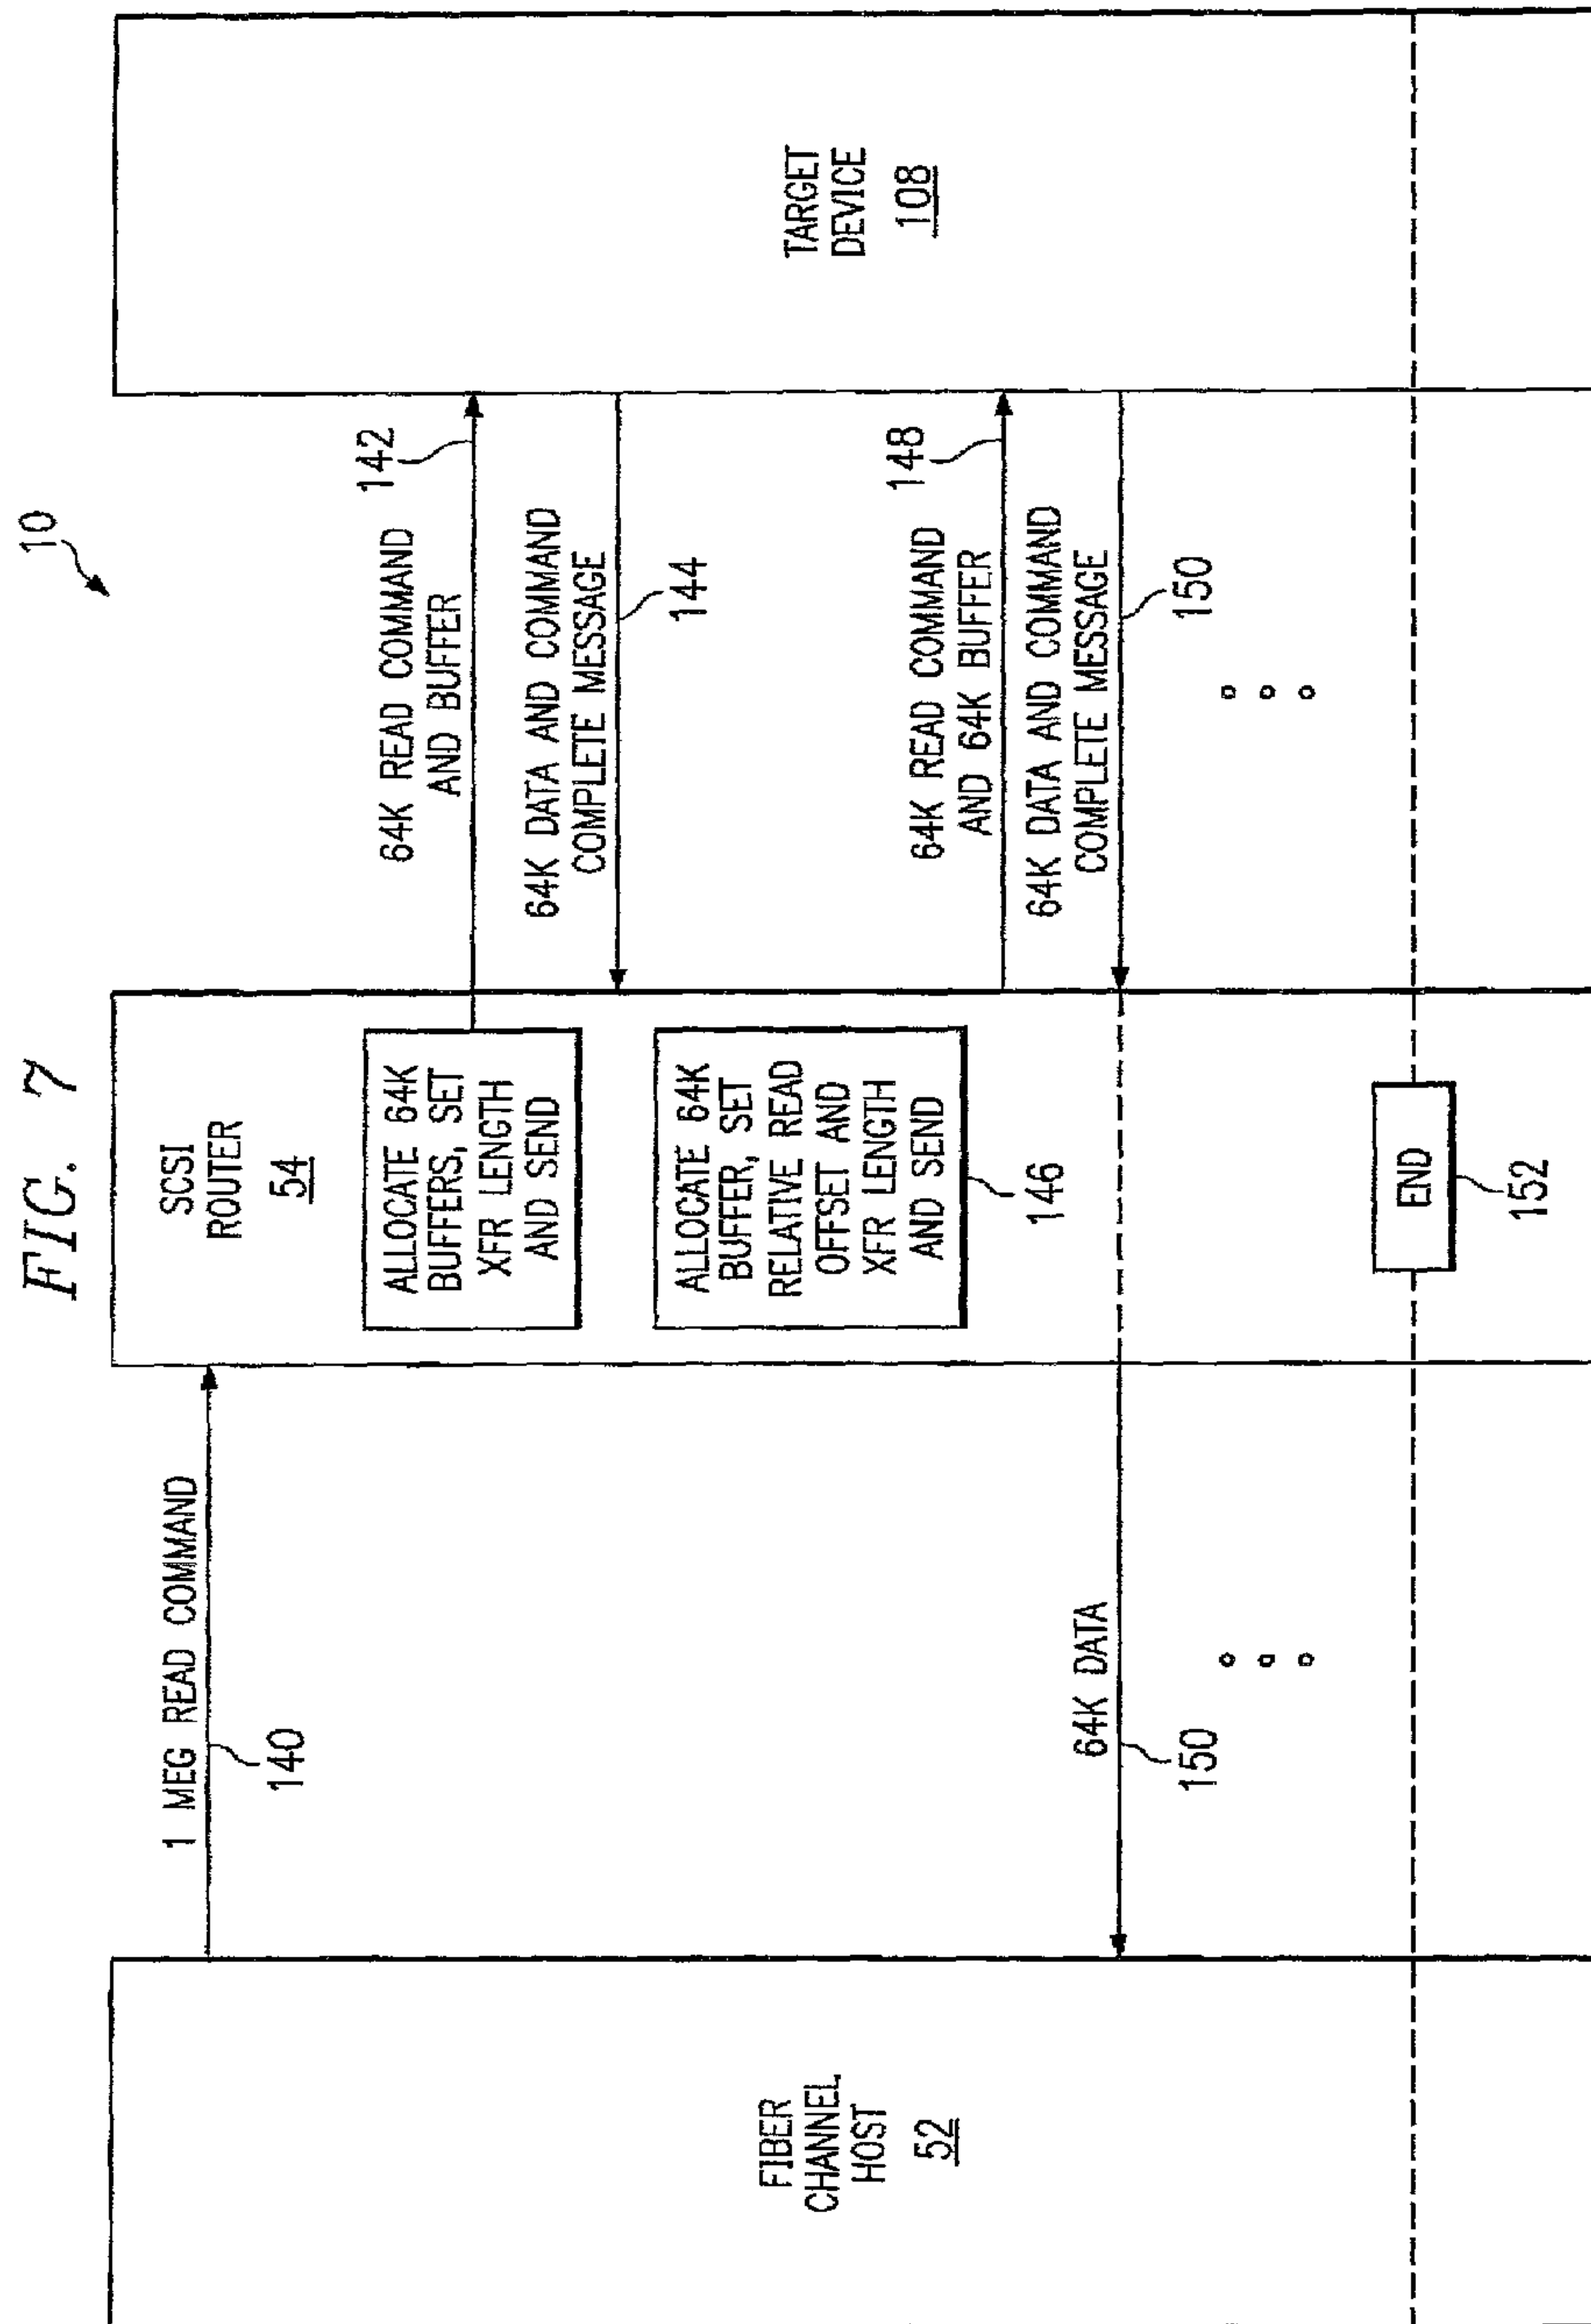 FIG. 7
10
FIBER
CHANNEL
HOST
52
1 MEG READ COMMAND
140
64K DATA
150
SCSI
ROUTER
54
ALLOCATE 64K
BUFFERS, SET
XFR LENGTH
AND SEND
ALLOCATE 64K
BUFFER, SET
RELATIVE READ
OFFSET AND
XFR LENGTH
AND SEND
146
END
152
64K READ COMMAND
AND BUFFER
142
64K DATA AND COMMAND
COMPLETE MESSAGE
144
64K READ COMMAND
AND 64K BUFFER
148
64K DATA AND COMMAND
COMPLETE MESSAGE
150
TARGET
DEVICE
108